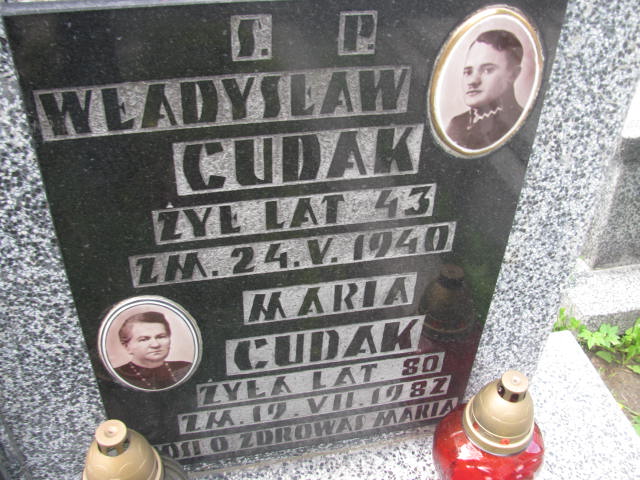 Ś. P.
WŁADYSŁAW
CUDAK
ŻYŁ LAT 43
ZM. 24.V.1940
MARIA
CUDAK
ŻYŁA LAT 80
ZM. 19.VII.1982
O ZDROWAŚ MARIA